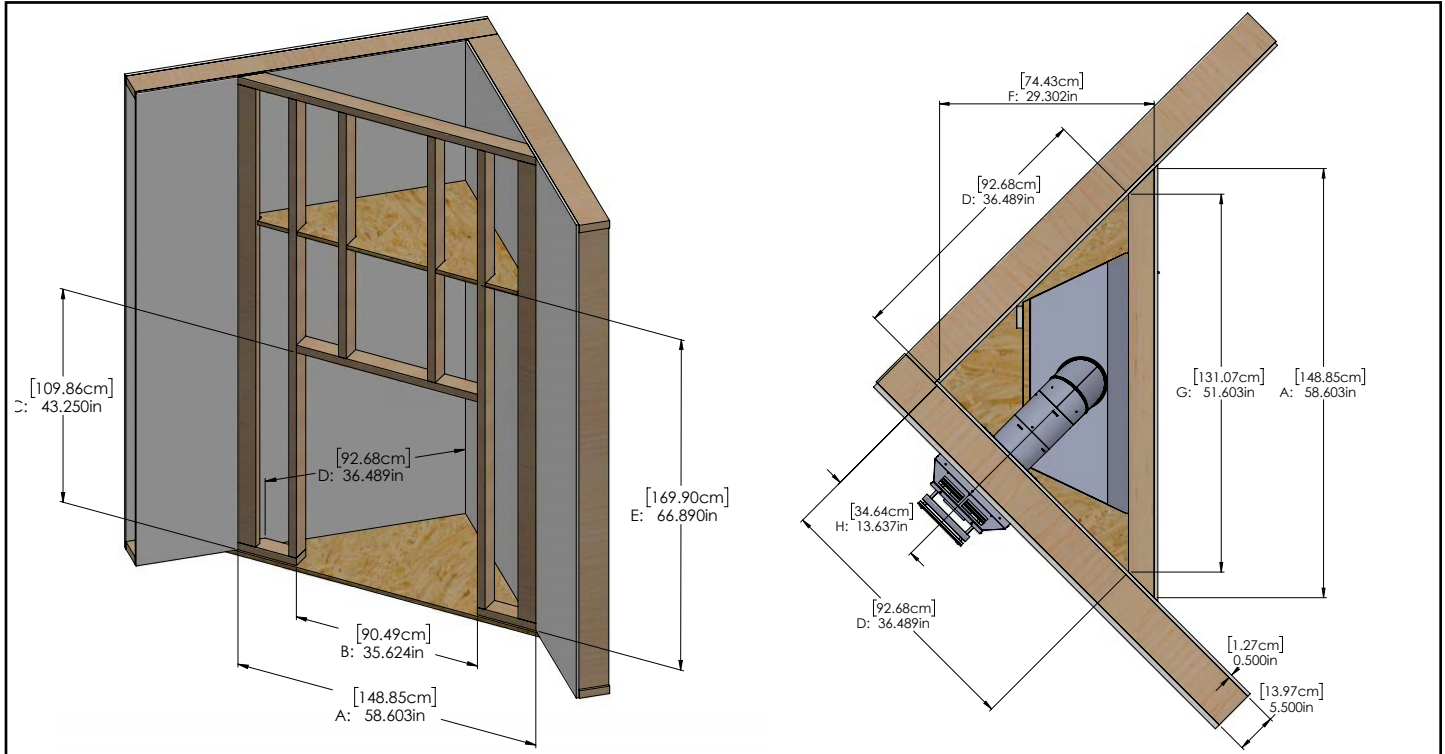 [109.86cm]
C: 43.250in
[92.68cm]
D: 36.489in
[169.90cm]
E: 66.890in
[90.49cm]
B: 35.624in
[148.85cm]
A: 58.603in
[74.43cm]
F: 29.302in
[92.68cm]
D: 36.489in
[131.07cm]
G: 51.603in
[148.85cm]
A: 58.603in
[34.64cm]
H: 13.637in
[92.68cm]
D: 36.489in
[1.27cm]
0.500in
[13.97cm]
5.500in